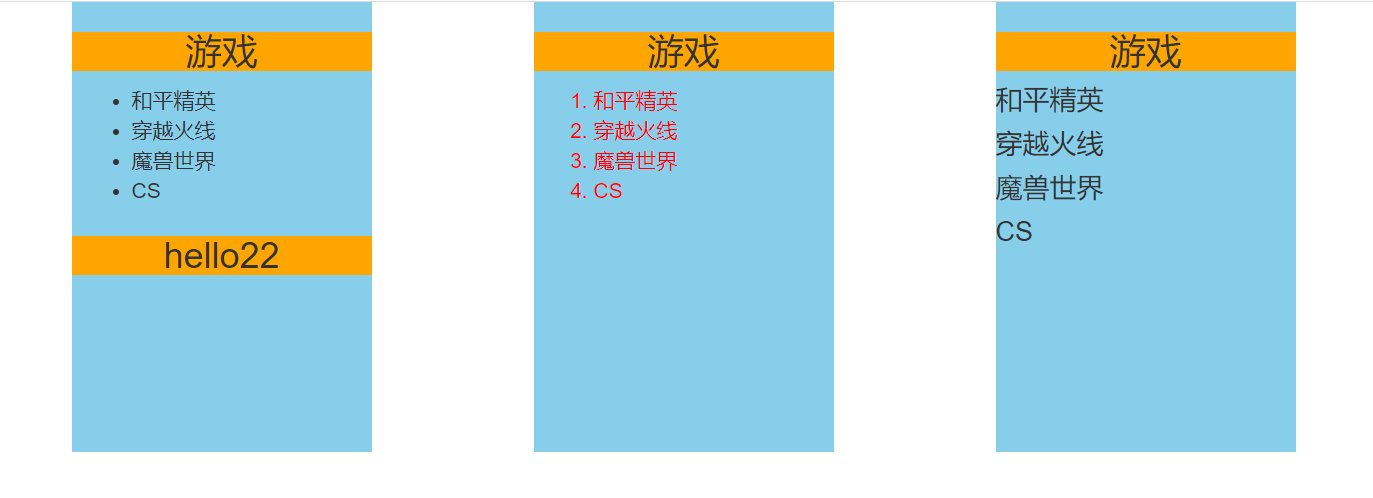 游戏
• 和平精英
• 穿越火线
• 魔兽世界
• CS
hello22
游戏
1. 和平精英
2. 穿越火线
3. 魔兽世界
4. CS
游戏
和平精英
穿越火线
魔兽世界
CS